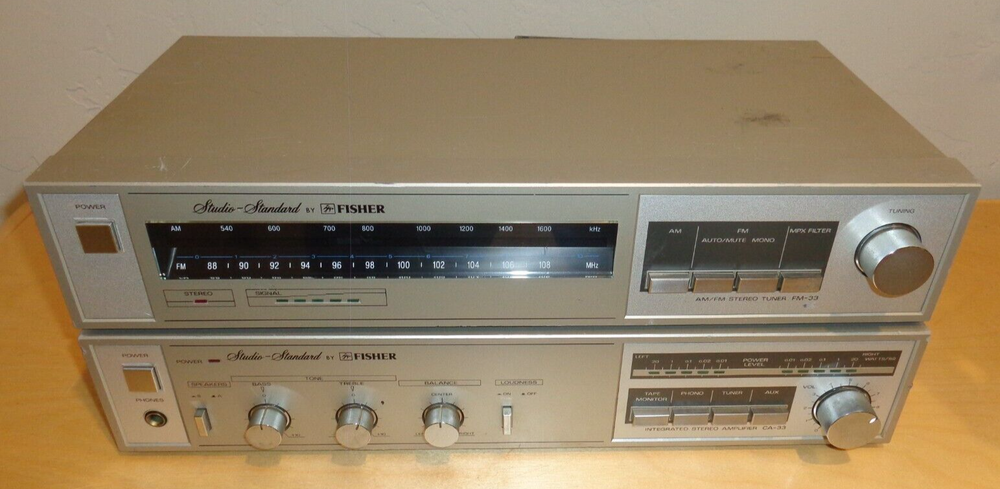 POWER
Studio-Standard BY FISHER
TUNING
AM 540 600 700 800 1000 1200 1400 1600 kHz
FM 88 90 92 94 96 98 100 102 104 106 108 MHz
AM
FM
AUTO/MUTE MONO
MPX FILTER
STEREO
SIGNAL
AM/FM STEREO TUNER FM-33
POWER
POWER
Studio-Standard BY FISHER
LEFT
POWER LEVEL
RIGHT
PHONES
SPEAKERS
TONE
BASS
TREBLE
BALANCE
CENTER
LOUDNESS
ON
OFF
TAPE MONITOR
PHONO
TUNER
AUX
VOL
INTEGRATED STEREO AMPLIFIER CA-33